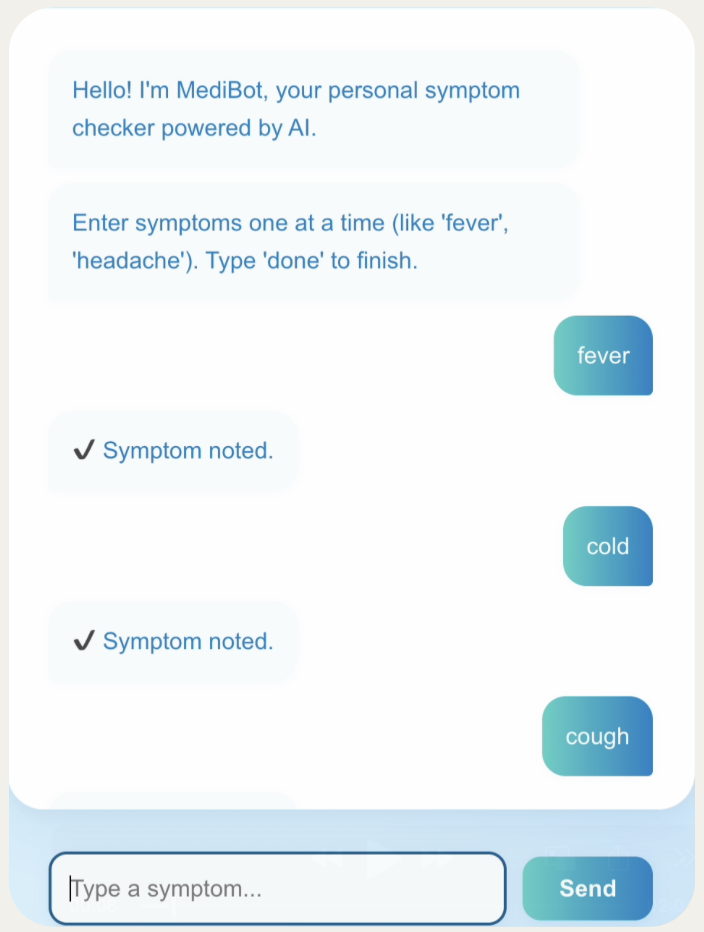 Hello! I'm MediBot, your personal symptom
checker powered by AI.
Enter symptoms one at a time (like 'fever',
'headache'). Type 'done' to finish.
fever
✔ Symptom noted.
cold
✔ Symptom noted.
cough
Type a symptom...
Send